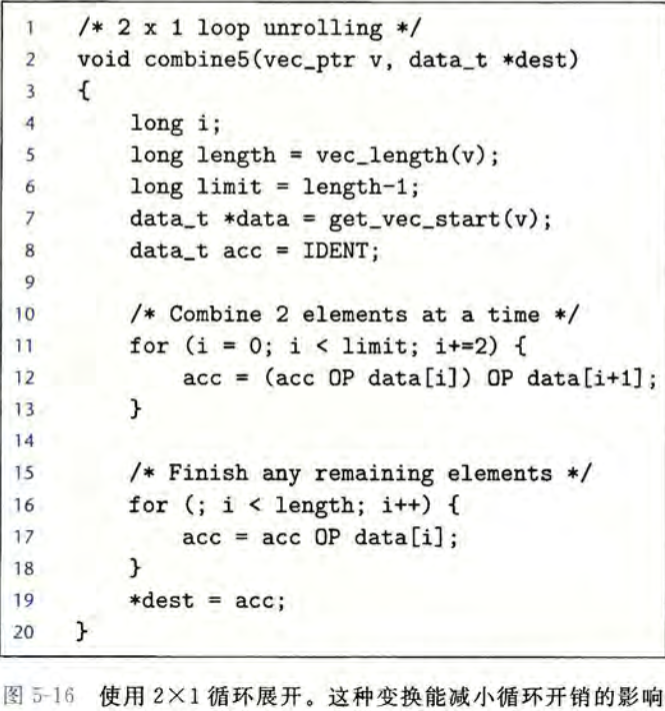 1 /* 2 x 1 loop unrolling */
2 void combine5(vec_ptr v, data_t *dest)
3 {
4     long i;
5     long length = vec_length(v);
6     long limit = length-1;
7     data_t *data = get_vec_start(v);
8     data_t acc = IDENT;
9
10     /* Combine 2 elements at a time */
11     for (i = 0; i < limit; i+=2) {
12         acc = (acc OP data[i]) OP data[i+1];
13     }
14
15     /* Finish any remaining elements */
16     for (; i < length; i++) {
17         acc = acc OP data[i];
18     }
19     *dest = acc;
20 }
图 5-16 使用 2×1 循环展开。这种变换能减小循环开销的影响